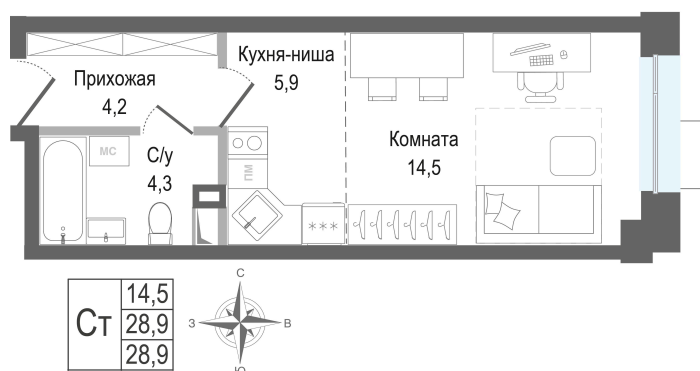 Прихожая
4,2
Кухня-ниша
5,9
Комната
14,5
МС
С/у
4,3
ПМ
***
Ст
14,5
28,9
28,9
С
З
В
Ю